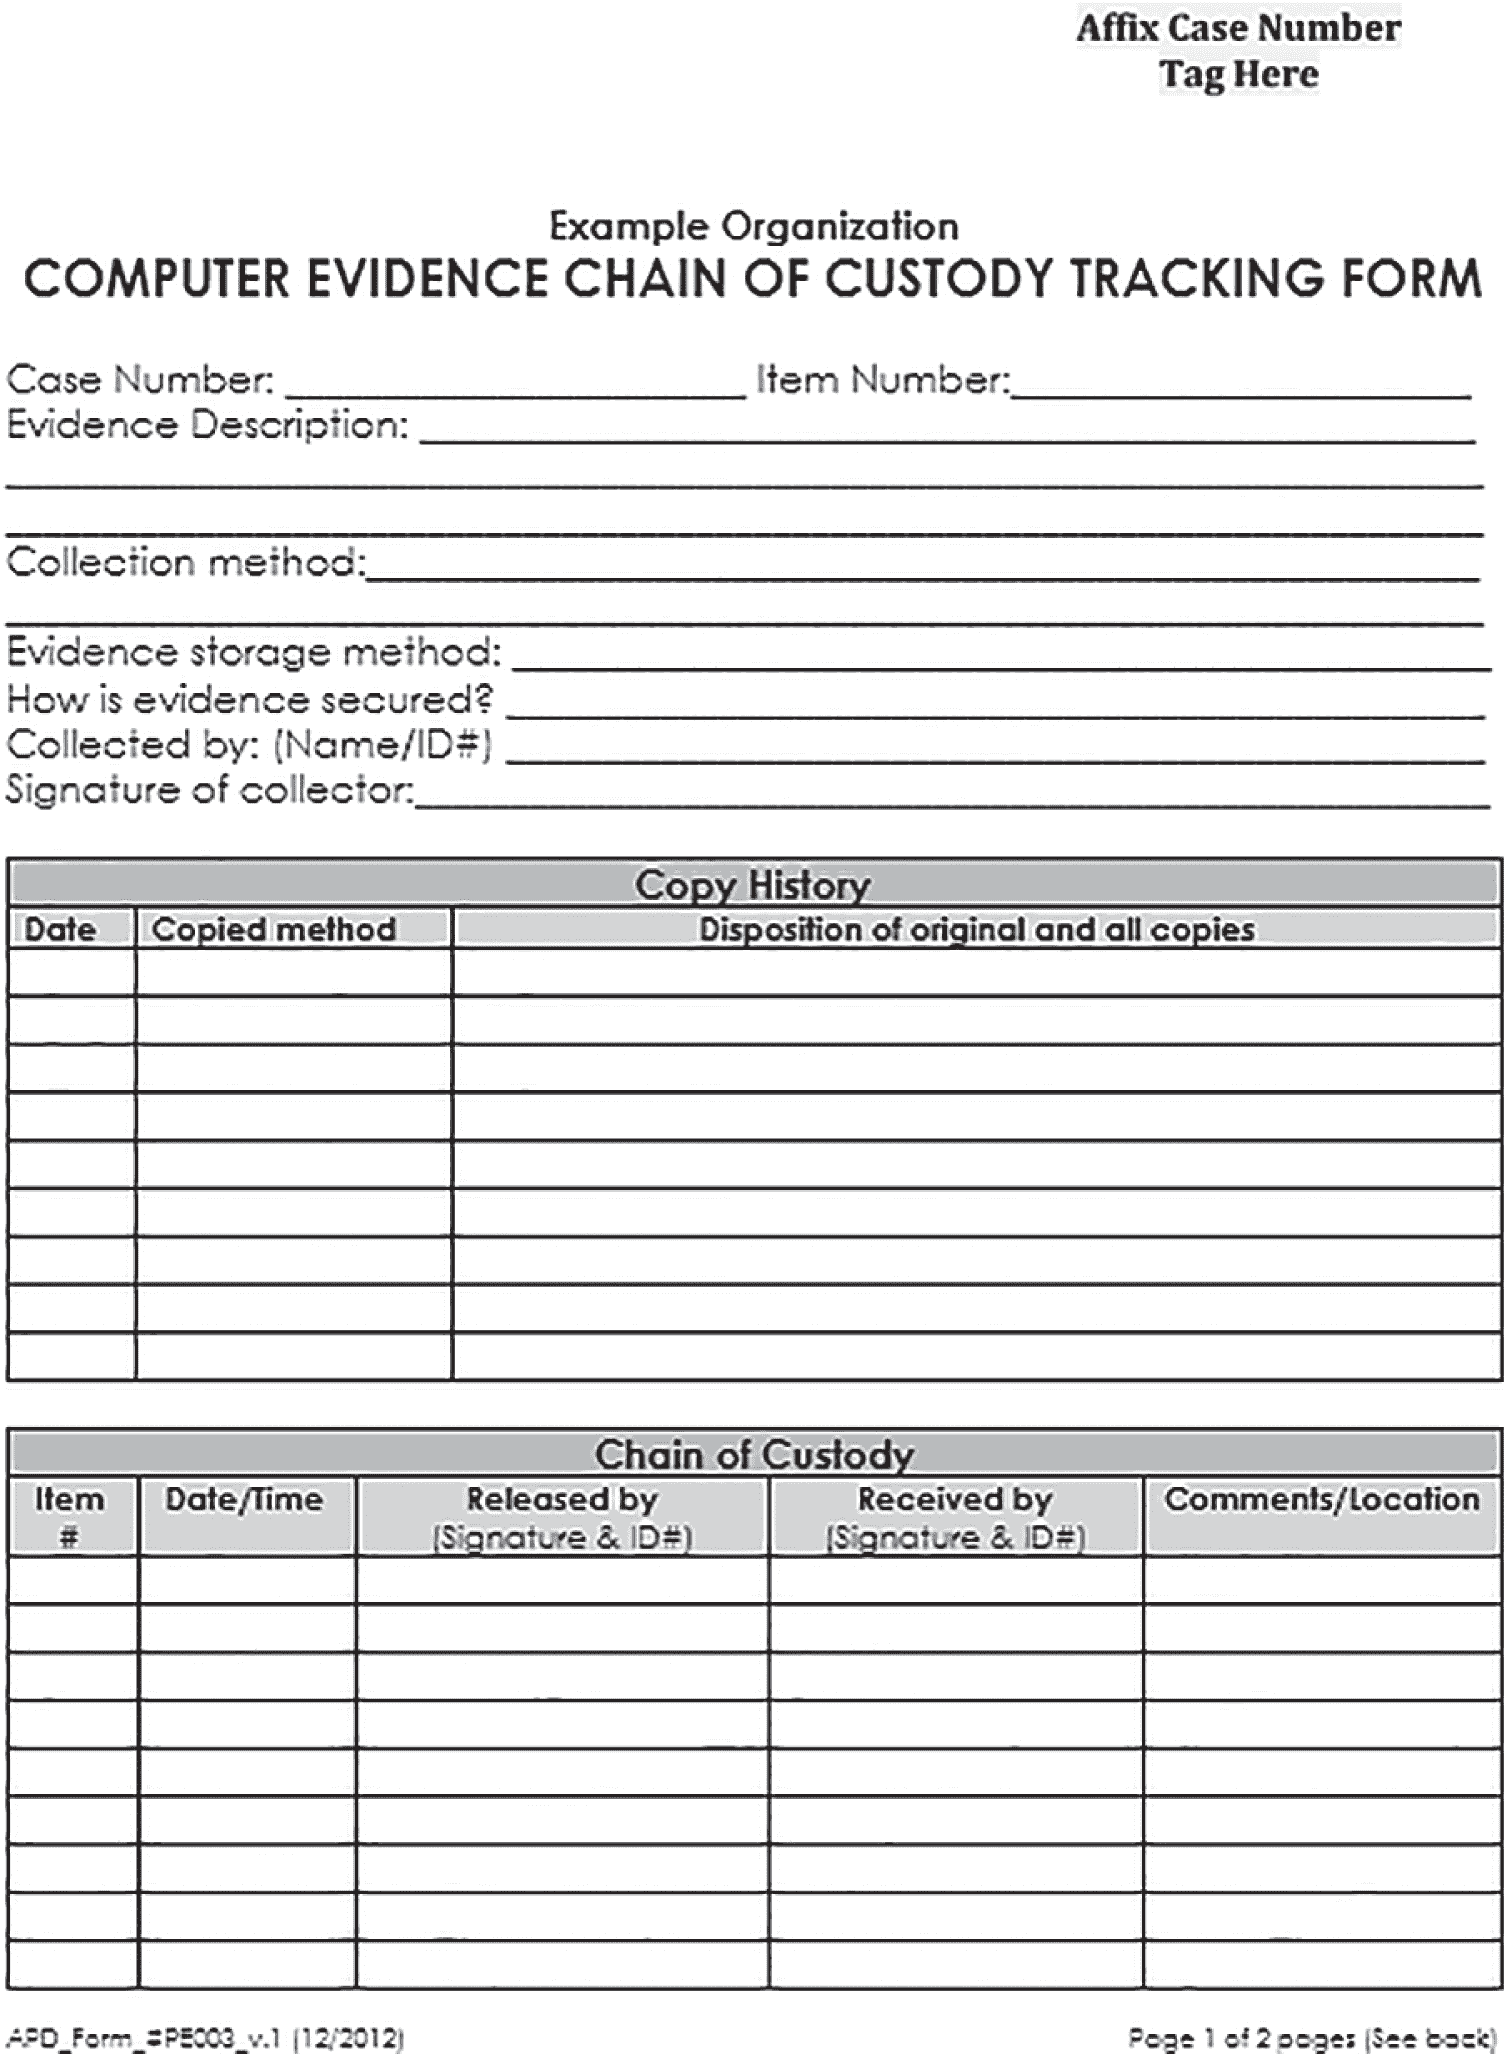 Affix Case Number
Tag Here
Example Organization
COMPUTER EVIDENCE CHAIN OF CUSTODY TRACKING FORM
Case Number: Item Number:
Evidence Description:
Collection method:
Evidence storage method:
How is evidence secured?
Collected by: (Name/ID#)
Signature of collector:
Copy History
Date Copied method Disposition of original and all copies
Chain of Custody
Item Date/Time Released by Received by Comments/Location
# (Signature & ID#) (Signature & ID#)
APD_Form_#PE003_v.1 (12/2012) Page 1 of 2 pages (See back)